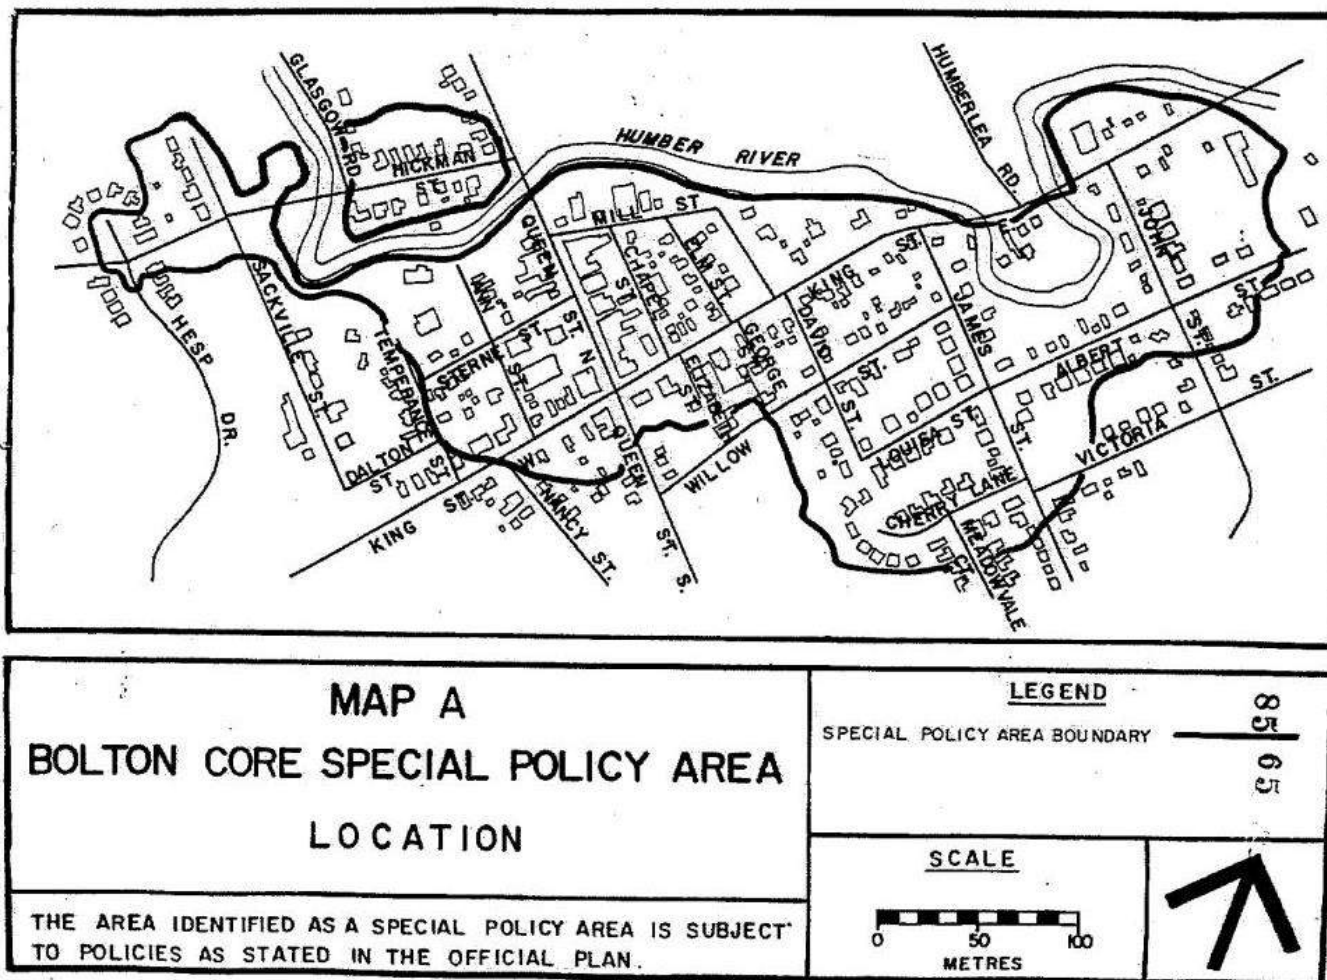 GLASGOW RD
HICKMAN
ST.
HUMBER RIVER
HUMBERLEA RD.
MILL ST
QUEEN
ST.
N
CHAPEL
ST.
ELM ST.
KING
ST.
JOHN
ST.
SACKVILLE ST.
HESP
DR.
TEMPERANCE
ST.
INN
ST.
STERNE
ST.
GEORGE
ELIZABETH
ST.
DAVID
ST.
JAMES
ST.
ALBERT
ST.
ST.
DALTON
ST.
KING
ST.
W
NANCY ST.
QUEEN
ST.
S.
WILLOW
LOUISA ST.
VICTORIA
ST.
CHERRY LANE
MEADOWVALE
CT.
MAP A
BOLTON CORE SPECIAL POLICY AREA
LOCATION
THE AREA IDENTIFIED AS A SPECIAL POLICY AREA IS SUBJECT
TO POLICIES AS STATED IN THE OFFICIAL PLAN.
LEGEND
SPECIAL POLICY AREA BOUNDARY
85 65
SCALE
0 50 100
METRES